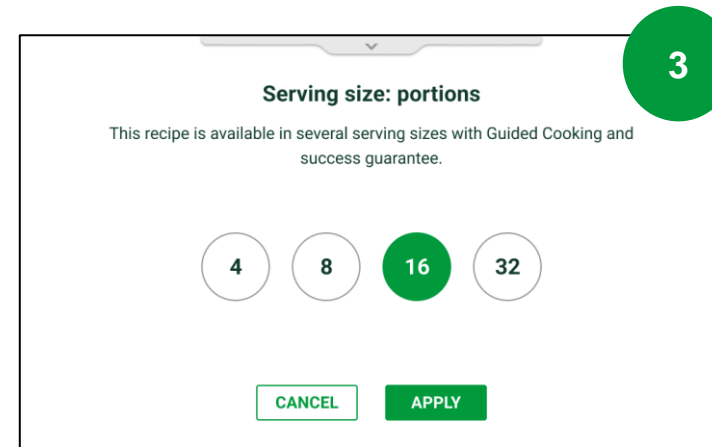 3
Serving size: portions
This recipe is available in several serving sizes with Guided Cooking and
success guarantee.
4 8 16 32
CANCEL APPLY